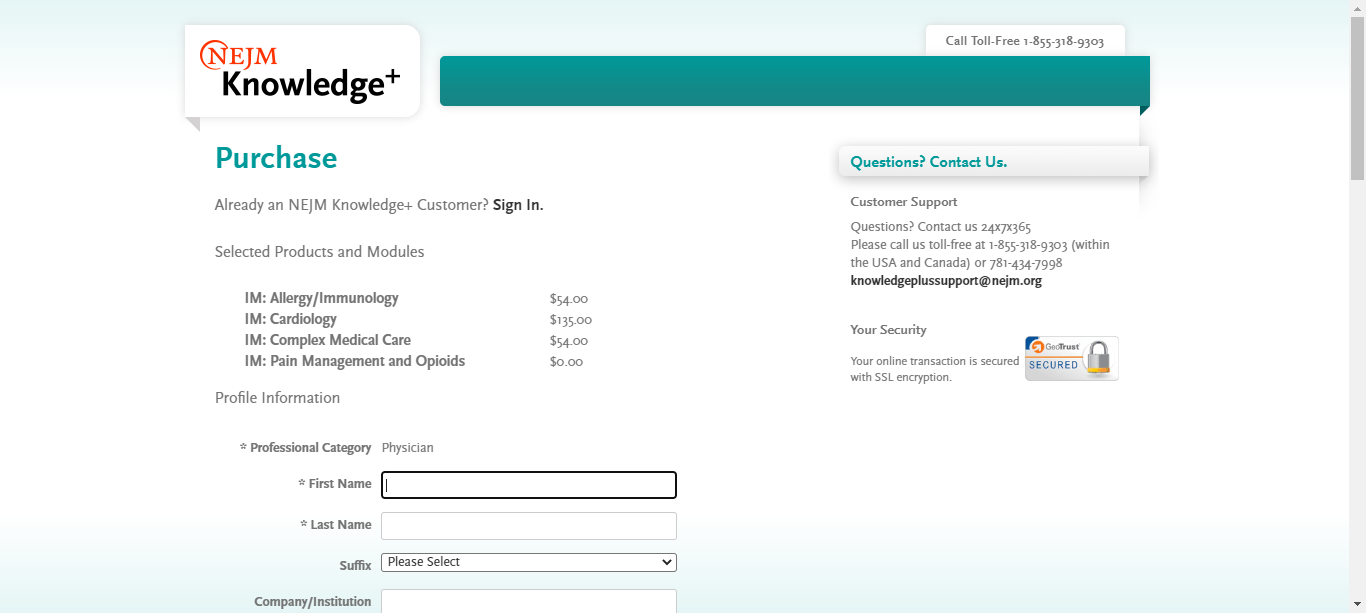 NEJM
Knowledge+
Call Toll-Free 1-855-318-9303
Purchase
Already an NEJM Knowledge+ Customer? Sign In.
Selected Products and Modules
IM: Allergy/Immunology $54.00
IM: Cardiology $135.00
IM: Complex Medical Care $54.00
IM: Pain Management and Opioids $0.00
Profile Information
* Professional Category Physician
* First Name
* Last Name
Suffix Please Select
Company/Institution
Questions? Contact Us.
Customer Support
Questions? Contact us 24x7x365
Please call us toll-free at 1-855-318-9303 (within
the USA and Canada) or 781-434-7998
knowledgeplussupport@nejm.org
Your Security
Your online transaction is secured
with SSL encryption.
GeoTrust
SECURED